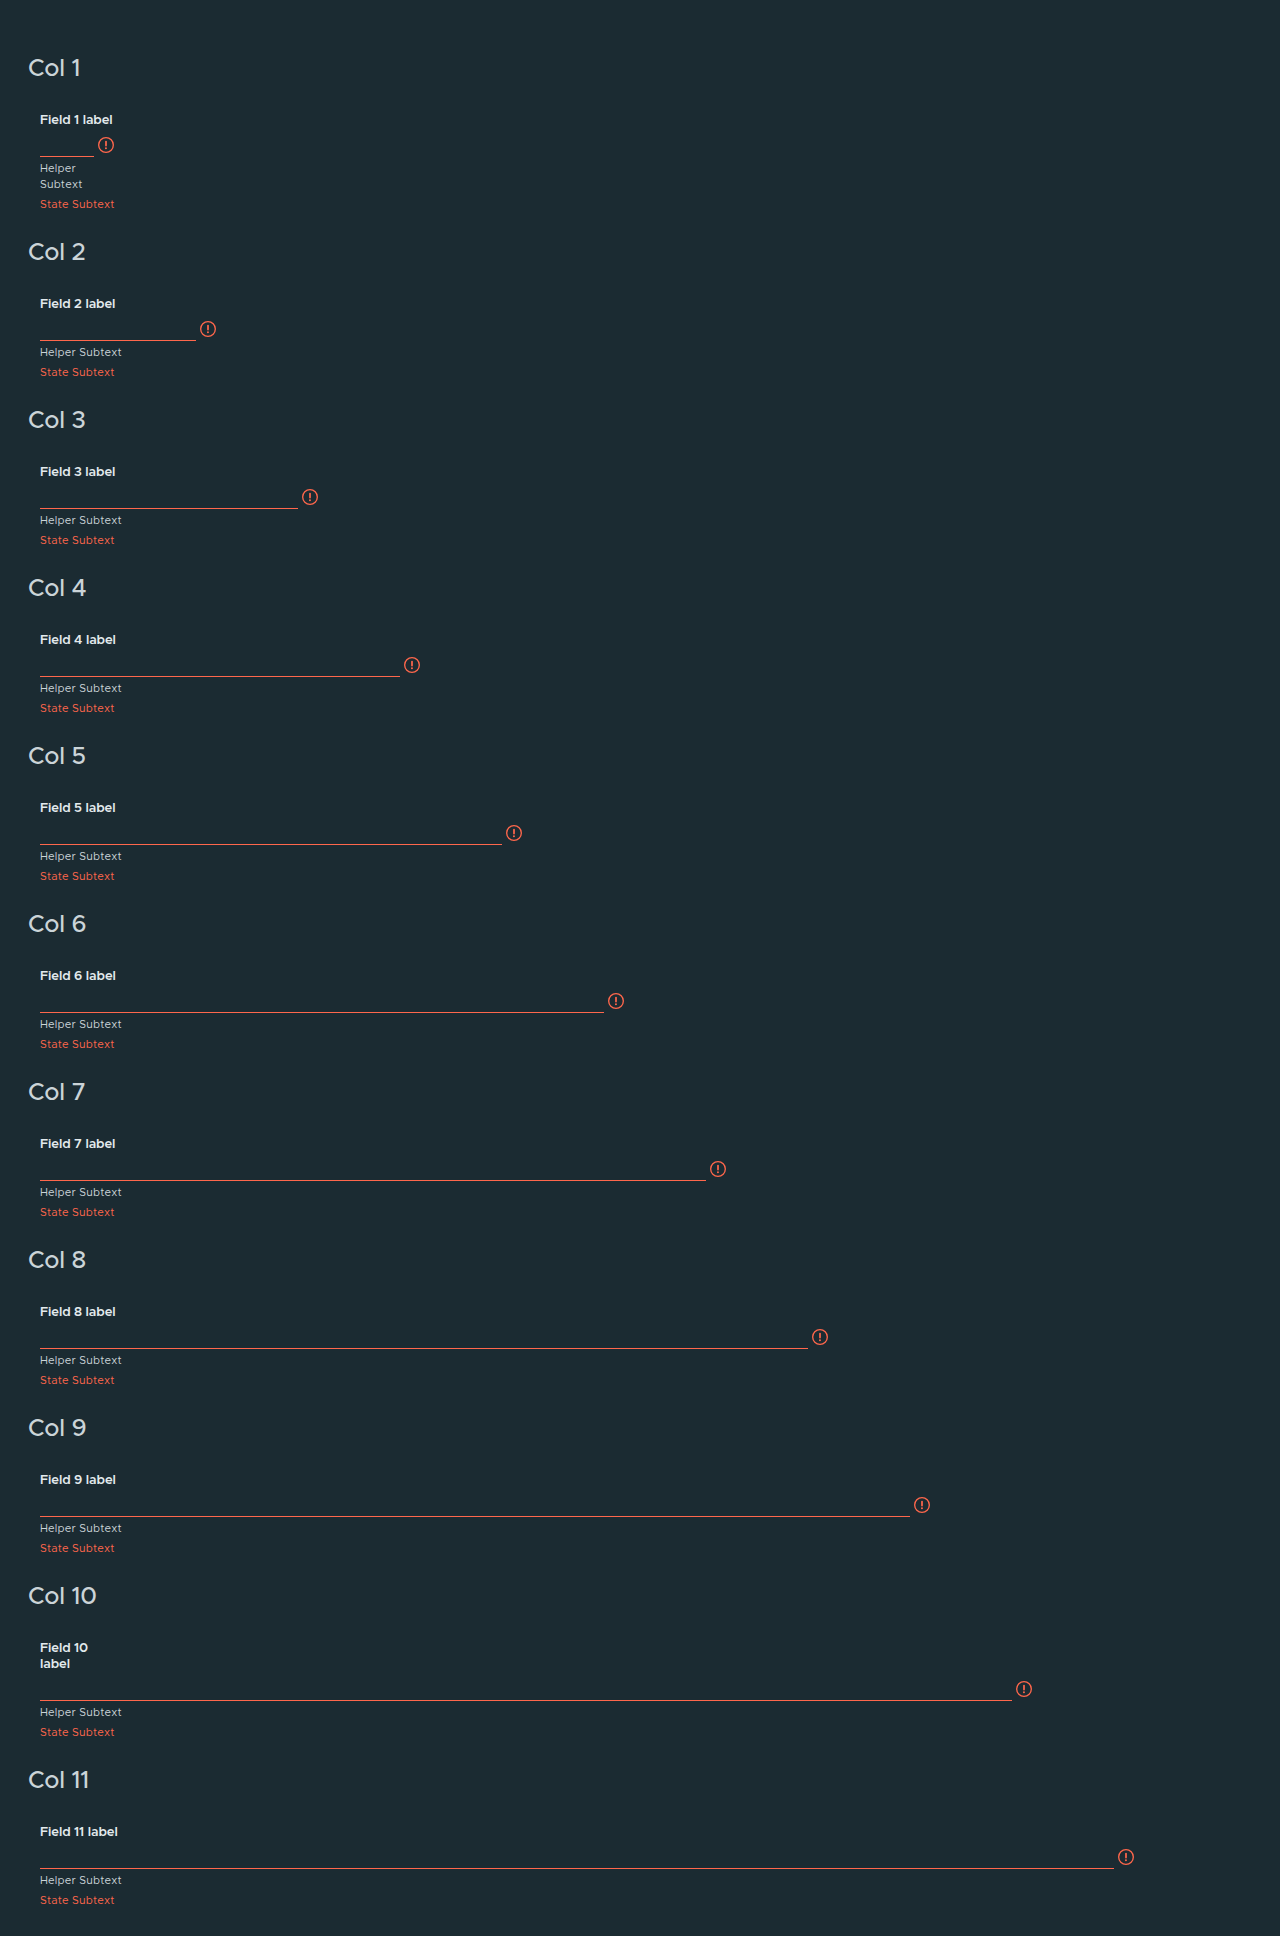 Col 1
Field 1 label
Helper
Subtext
State Subtext
Col 2
Field 2 label
Helper Subtext
State Subtext
Col 3
Field 3 label
Helper Subtext
State Subtext
Col 4
Field 4 label
Helper Subtext
State Subtext
Col 5
Field 5 label
Helper Subtext
State Subtext
Col 6
Field 6 label
Helper Subtext
State Subtext
Col 7
Field 7 label
Helper Subtext
State Subtext
Col 8
Field 8 label
Helper Subtext
State Subtext
Col 9
Field 9 label
Helper Subtext
State Subtext
Col 10
Field 10
label
Helper Subtext
State Subtext
Col 11
Field 11 label
Helper Subtext
State Subtext